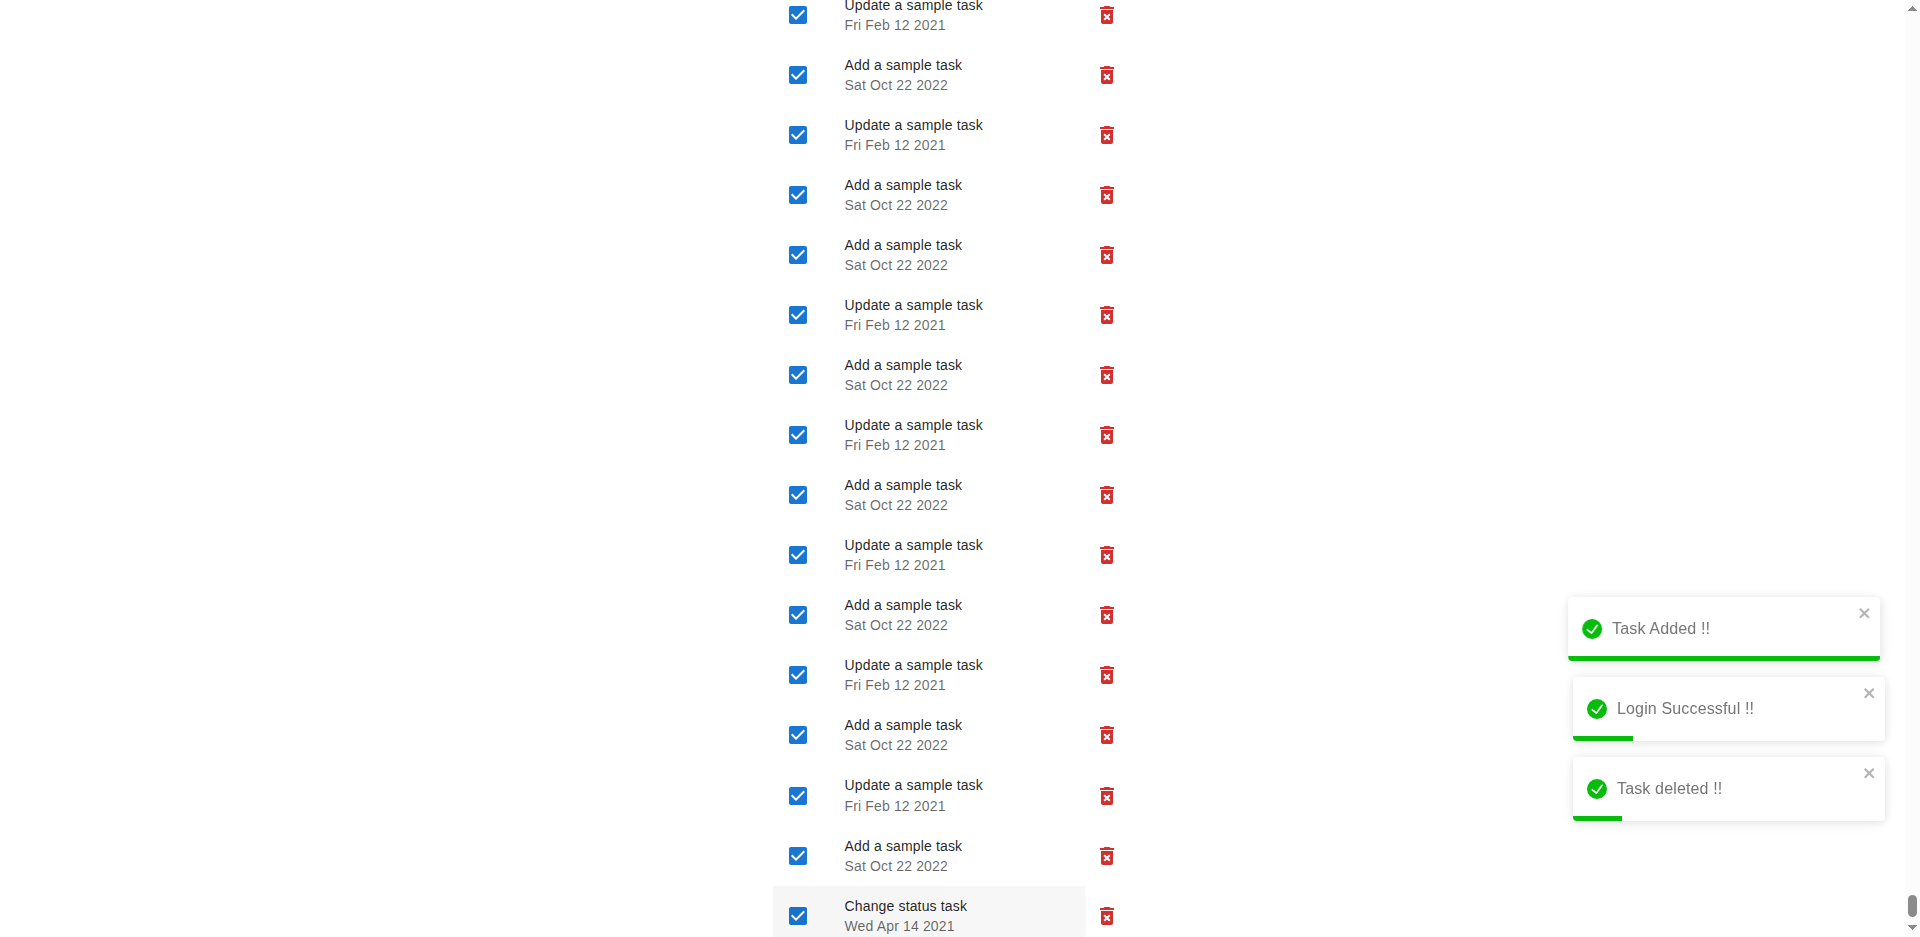 Update a sample task
Fri Feb 12 2021
Add a sample task
Sat Oct 22 2022
Update a sample task
Fri Feb 12 2021
Add a sample task
Sat Oct 22 2022
Add a sample task
Sat Oct 22 2022
Update a sample task
Fri Feb 12 2021
Add a sample task
Sat Oct 22 2022
Update a sample task
Fri Feb 12 2021
Add a sample task
Sat Oct 22 2022
Update a sample task
Fri Feb 12 2021
Add a sample task
Sat Oct 22 2022
Update a sample task
Fri Feb 12 2021
Add a sample task
Sat Oct 22 2022
Update a sample task
Fri Feb 12 2021
Add a sample task
Sat Oct 22 2022
Change status task
Wed Apr 14 2021
Task Added !!
Login Successful !!
Task deleted !!